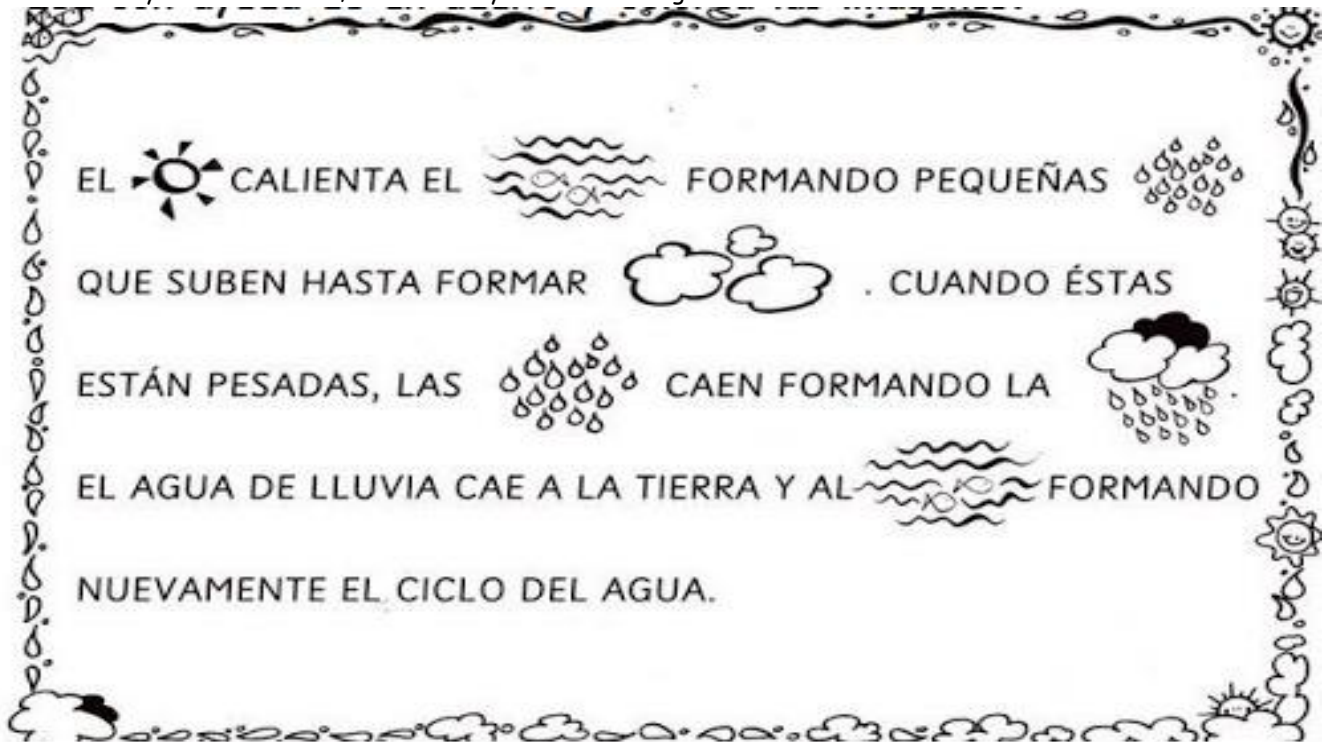 EL CALIENTA EL FORMANDO PEQUEÑAS
QUE SUBEN HASTA FORMAR . CUANDO ÉSTAS
ESTÁN PESADAS, LAS CAEN FORMANDO LA .
EL AGUA DE LLUVIA CAE A LA TIERRA Y AL FORMANDO
NUEVAMENTE EL CICLO DEL AGUA.